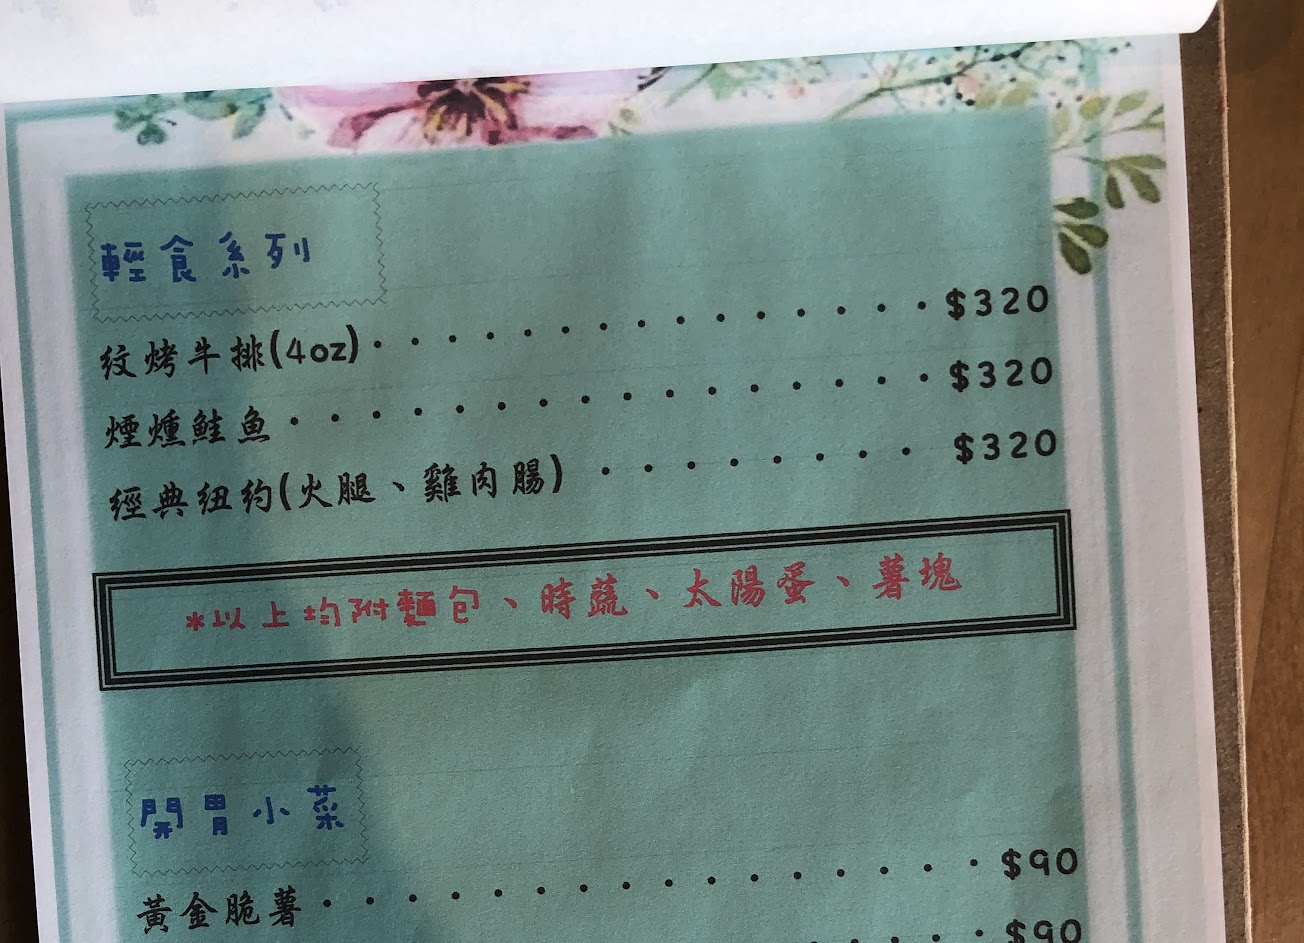 輕食系列
紋烤牛排(4oz)・・・・・・・・・・・・・・・$320
煙燻鮭魚・・・・・・・・・・・・・・・・$320
經典紐約(火腿、雞肉腸)・・・・・・・・$320
*以上均附麵包、時蔬、太陽蛋、薯塊
開胃小菜
黃金脆薯・・・・・・・・・・・・・・・・$90
$90